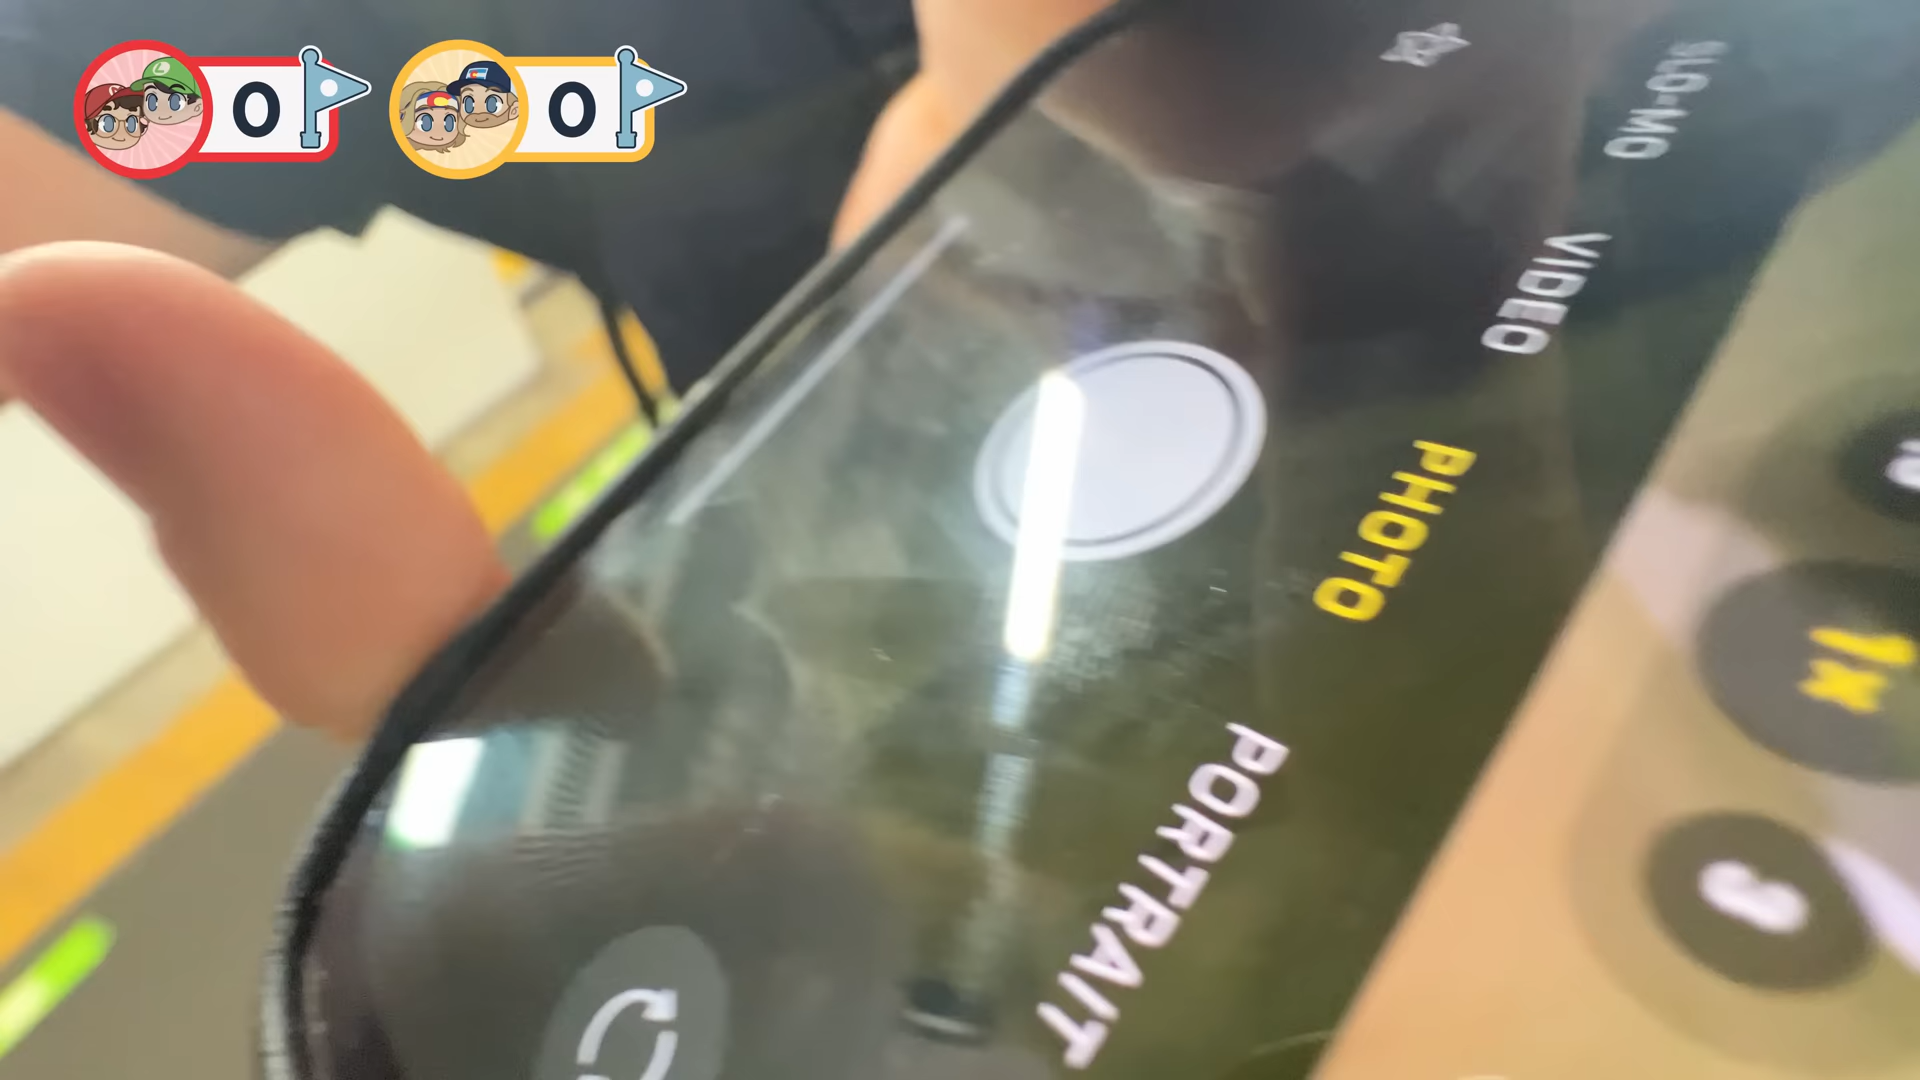 0
0
SLO-MO
VIDEO
PHOTO
PORTRAIT
1x